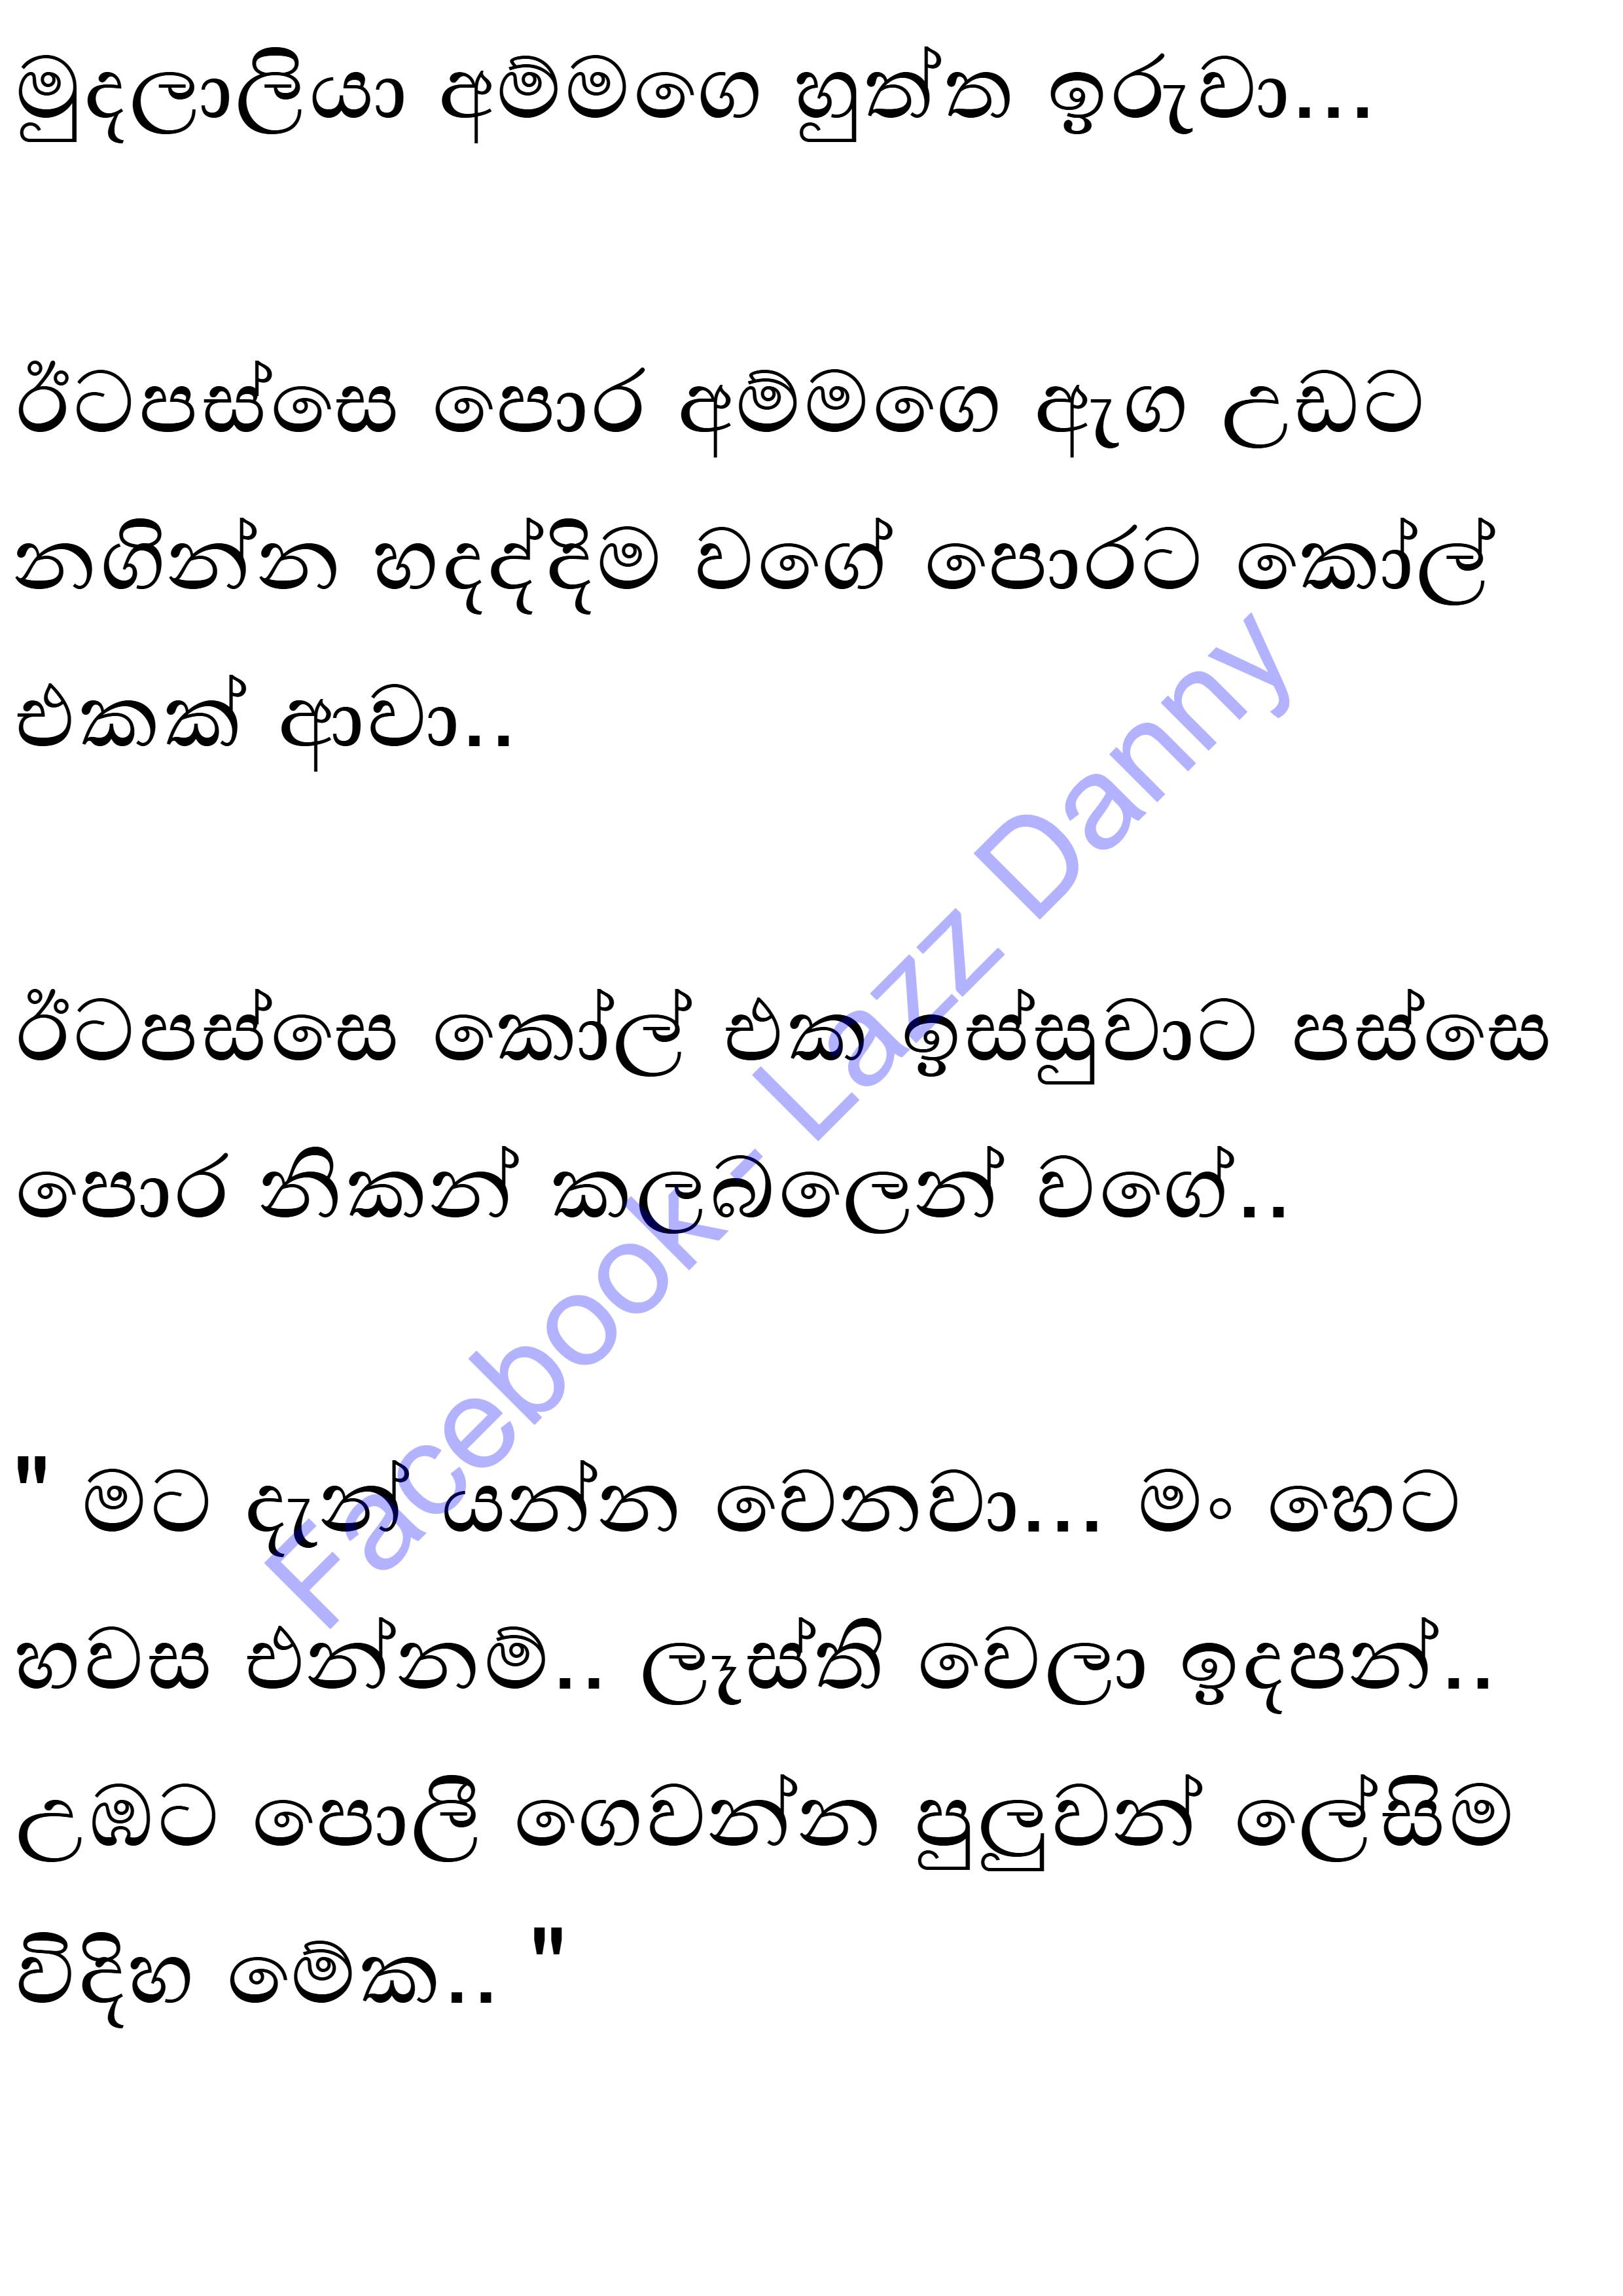 මුදලාලියා අම්මගෙ හුත්ත ඉරුවා...
ඊටපස්සෙ පොර අම්මගෙ ඇග උඩට
නගින්න හදද්දිම වගේ පොරට කෝල්
එකක් ආවා..
ඊටපස්සෙ කෝල් එක ඉස්සුවාට පස්සෙ
පොර නිකන් කලබලෙන් වගේ..
" මට දැන් යන්න වෙනවා... මං හෙට
හවස එන්නම්.. ලෑස්ති වෙලා ඉදපන්..
උඹට පොලී ගෙවන්න පුලුවන් ලේසිම
විදිහ මේක.. "
Facebook - Lazz Danny